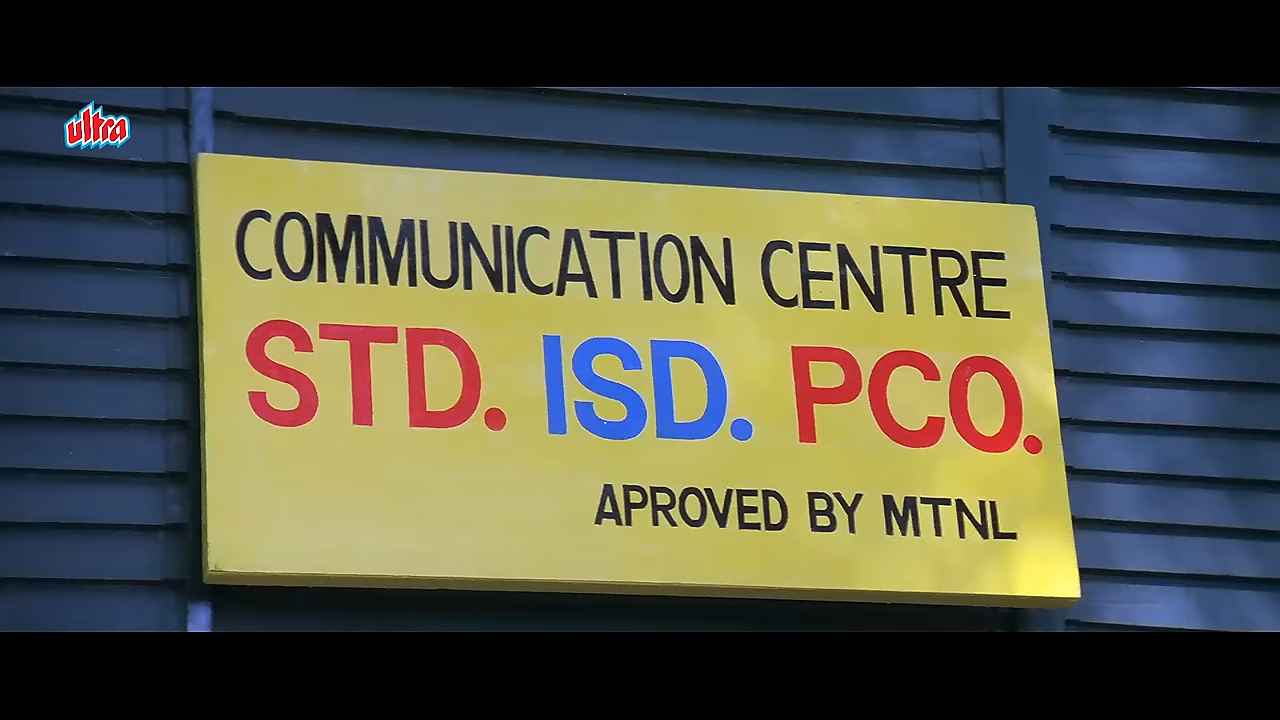 ultra
COMMUNICATION CENTRE
STD. ISD. PCO.
APROVED BY MTNL